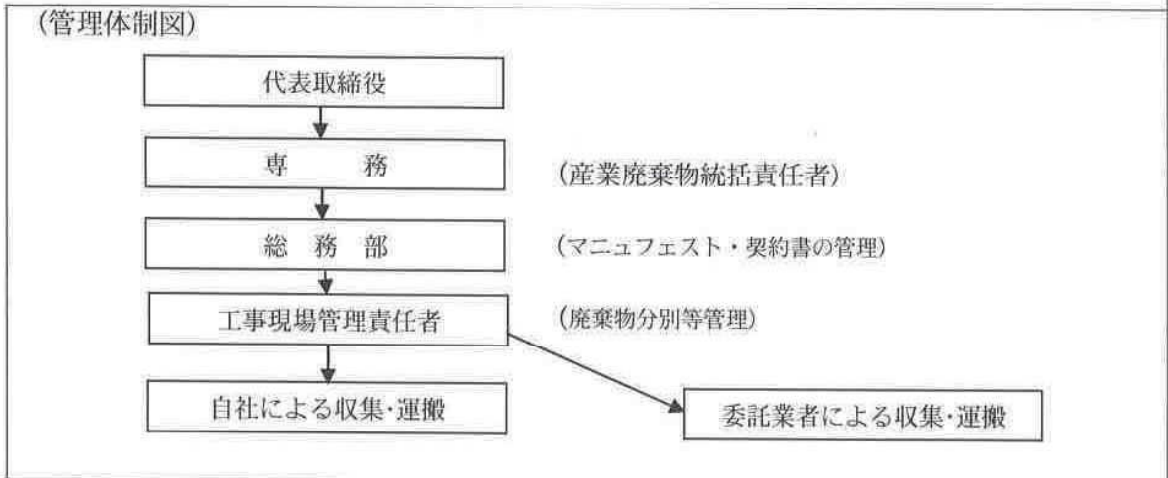 (管理体制図)
代表取締役
専　　務
(産業廃棄物統括責任者)
総　務　部
(マニュフェスト・契約書の管理)
工事現場管理責任者
(廃棄物分別等管理)
自社による収集・運搬
委託業者による収集・運搬